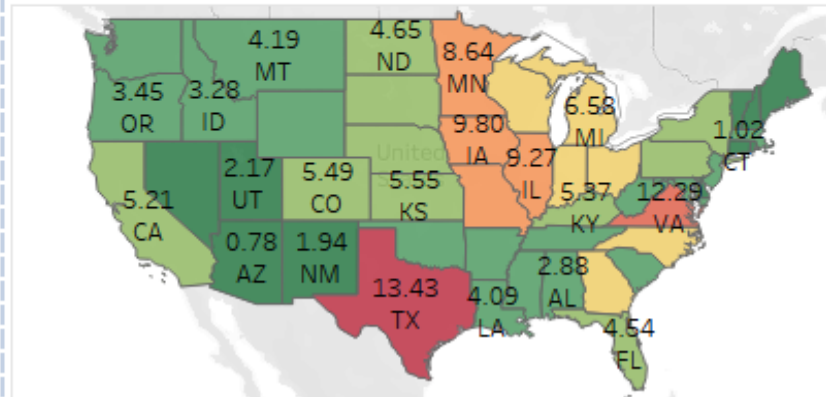 4.19
MT
4.65
ND
8.64
MN
3.45
OR
3.28
ID
6.58
MI
1.02
CT
9.80
IA
9.27
IL
United
2.17
UT
5.49
CO
5.55
KS
5.37
KY
12.29
VA
5.21
CA
0.78
AZ
1.94
NM
2.88
AL
13.43
TX
4.09
LA
4.54
FL